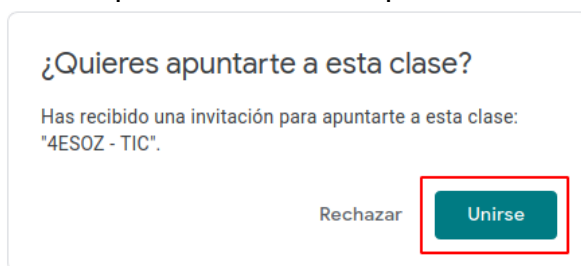 ¿Quieres apuntarte a esta clase?
Has recibido una invitación para apuntarte a esta clase:
"4ESOZ - TIC".
Rechazar Unirse